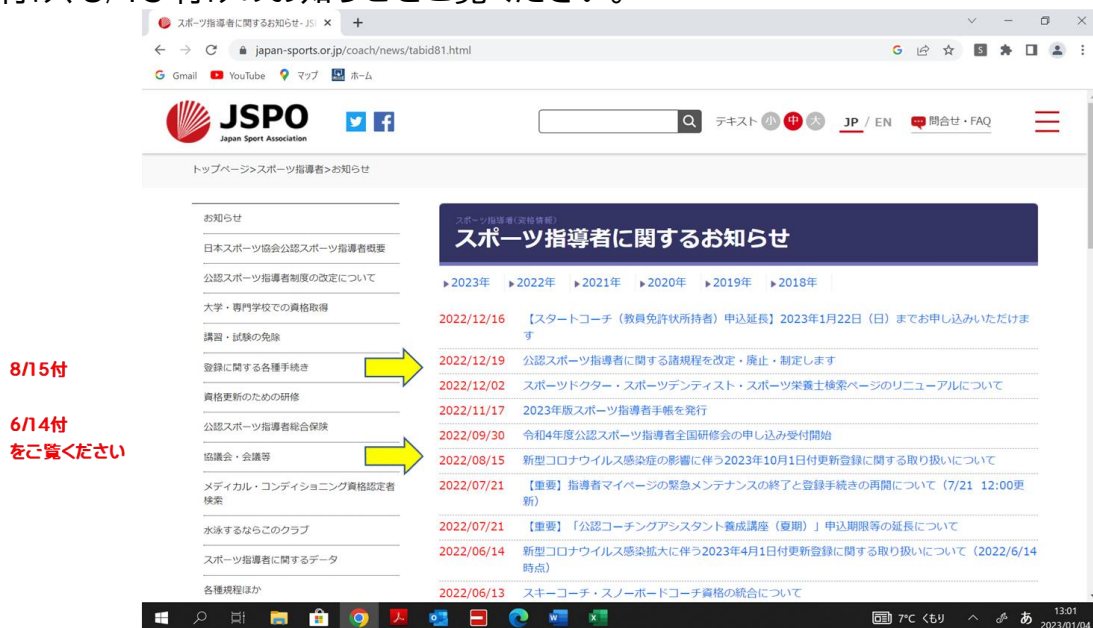 スポーツ指導者に関するお知らせ - JS
japan-sports.or.jp/coach/news/tabid81.html
Gmail YouTube マップ ホーム
JSPO
Japan Sport Association
テキスト 小 中 大 JP / EN 問合せ・FAQ
トップページ>スポーツ指導者>お知らせ
お知らせ
日本スポーツ協会公認スポーツ指導者概要
公認スポーツ指導者制度の改定について
大学・専門学校での資格取得
講習・試験の免除
登録に関する各種手続き
資格更新のための研修
公認スポーツ指導者総合保険
協議会・会議等
メディカル・コンディショニング資格認定者
検索
水泳するならこのクラブ
スポーツ指導者に関するデータ
各種規程ほか
8/15付
6/14付
をご覧ください
スポーツ指導者(資格情報)
スポーツ指導者に関するお知らせ
2023年 2022年 2021年 2020年 2019年 2018年
2022/12/16 【スタートコーチ(教員免許状所持者)申込延長】2023年1月22日(日)までお申し込みいただけま
す
2022/12/19 公認スポーツ指導者に関する諸規程を改定・廃止・制定します
2022/12/02 スポーツドクター・スポーツデンティスト・スポーツ栄養士検索ページのリニューアルについて
2022/11/17 2023年版スポーツ指導者手帳を発行
2022/09/30 令和4年度公認スポーツ指導者全国研修会の申し込み受付開始
2022/08/15 新型コロナウイルス感染症の影響に伴う2023年10月1日付更新登録に関する取り扱いについて
2022/07/21 【重要】指導者マイページの緊急メンテナンスの終了と登録手続きの再開について(7/21 12:00更
新)
2022/07/21 【重要】「公認コーチングアシスタント養成講座(夏期)」申込期限等の延長について
2022/06/14 新型コロナウイルス感染拡大に伴う2023年4月1日付更新登録に関する取り扱いについて(2022/6/14
時点)
2022/06/13 スキーコーチ・スノーボードコーチ資格の統合について
7°C くもり あ 13:01
2023/01/04